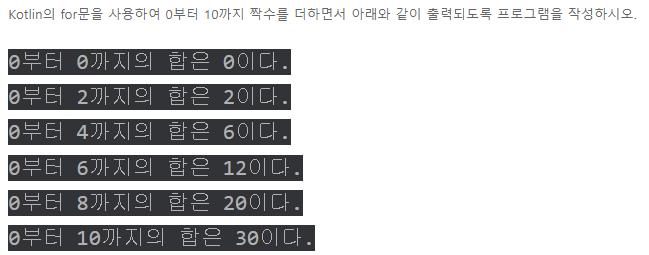 Kotlin의 for문을 사용하여 0부터 10까지 짝수를 더하면서 아래와 같이 출력되도록 프로그램을 작성하시오.
0부터 0까지의 합은 0이다.
0부터 2까지의 합은 2이다.
0부터 4까지의 합은 6이다.
0부터 6까지의 합은 12이다.
0부터 8까지의 합은 20이다.
0부터 10까지의 합은 30이다.